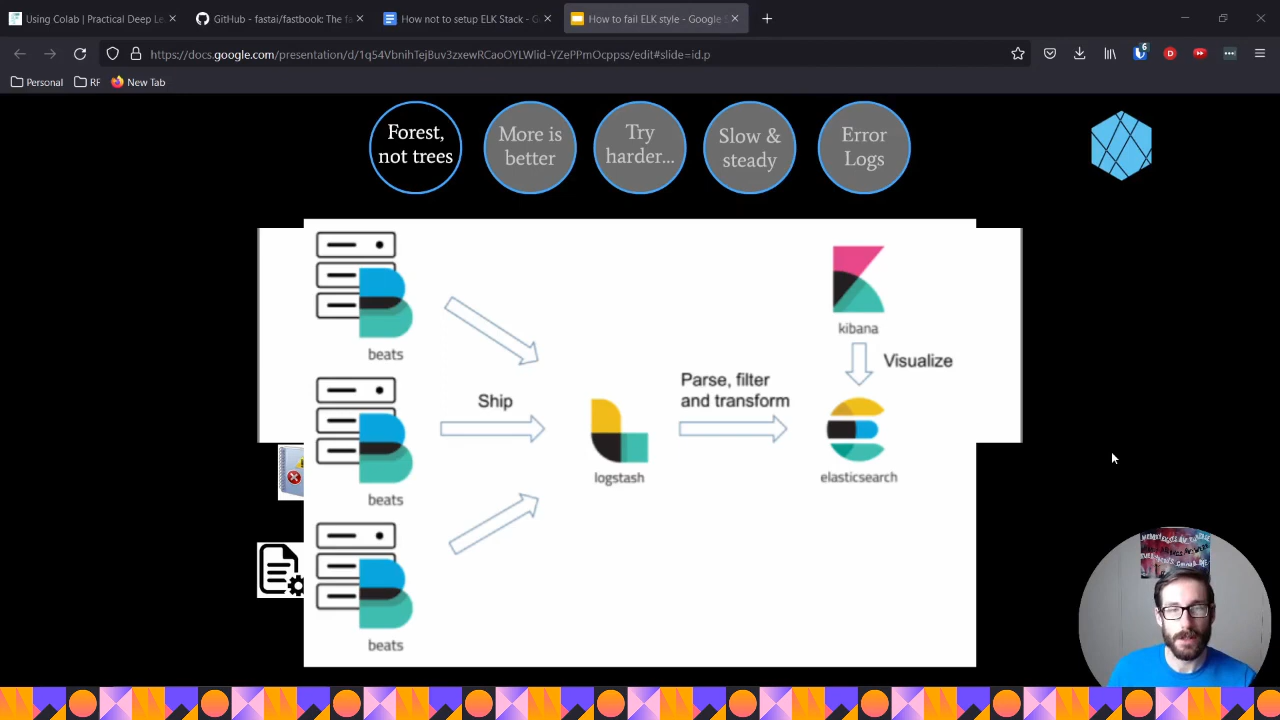 Using Colab | Practical Deep Le
GitHub - fastai/fastbook: The fa
How not to setup ELK Stack - G
How to fail ELK style - Google S
https://docs.google.com/presentation/d/1q54VbnihTejBuv3zxewRCaoOYLWlid-YZePPmOcppss/edit#slide=id.p
6
Personal
RF
New Tab
Forest,
not trees
More is
better
Try
harder...
Slow &
steady
Error
Logs
beats
beats
beats
Ship
logstash
Parse, filter
and transform
kibana
Visualize
elasticsearch